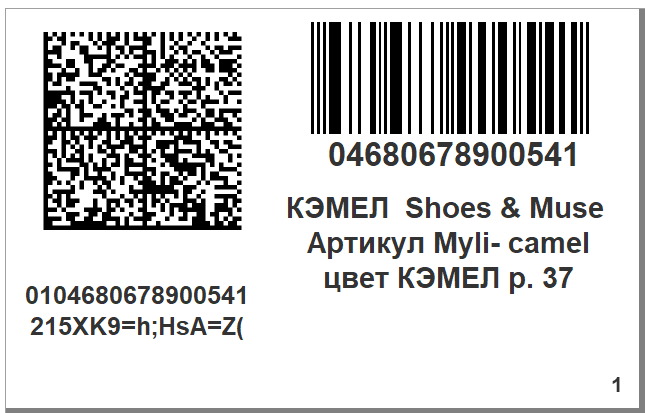 04680678900541
КЭМЕЛ  Shoes & Muse
Артикул Myli- camel
цвет КЭМЕЛ р. 37
0104680678900541
215XK9=h;HsA=Z(
1